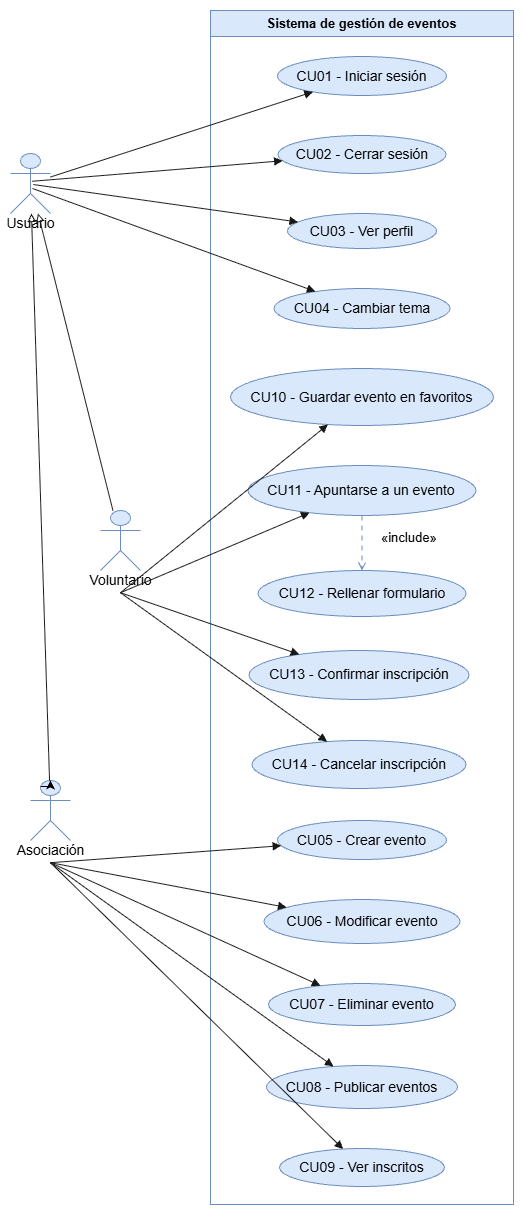 Sistema de gestión de eventos
CU01 - Iniciar sesión
CU02 - Cerrar sesión
Usuario
CU03 - Ver perfil
CU04 - Cambiar tema
CU10 - Guardar evento en favoritos
CU11 - Apuntarse a un evento
«include»
Voluntario
CU12 - Rellenar formulario
CU13 - Confirmar inscripción
CU14 - Cancelar inscripción
Asociación
CU05 - Crear evento
CU06 - Modificar evento
CU07 - Eliminar evento
CU08 - Publicar eventos
CU09 - Ver inscritos